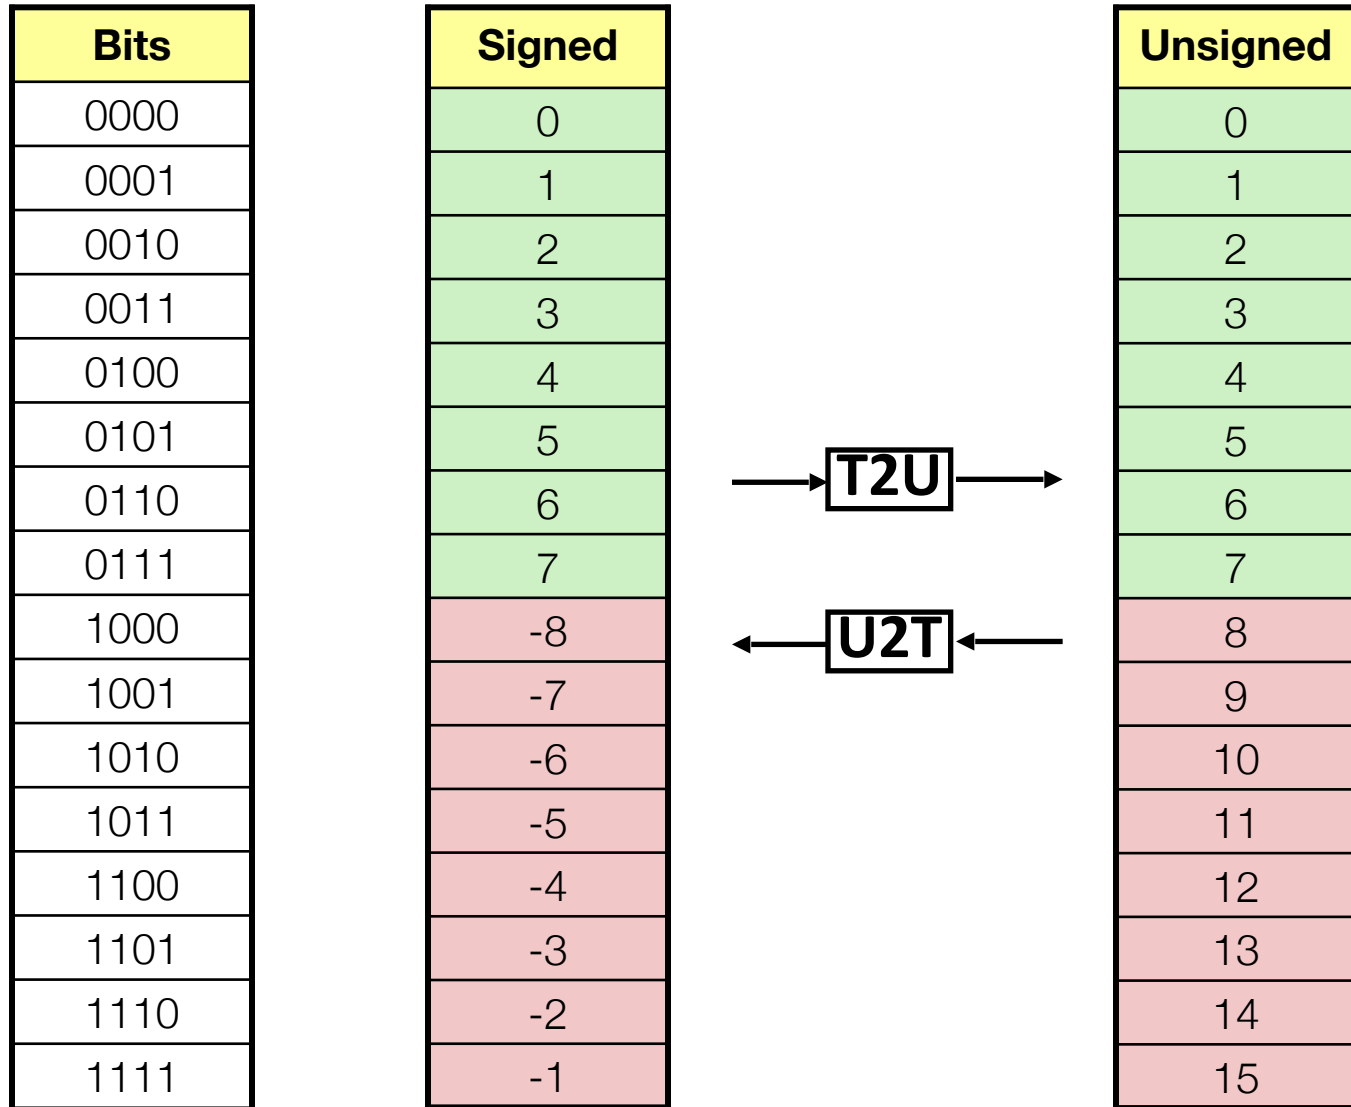 Bits Signed Unsigned
0000 0 0
0001 1 1
0010 2 2
0011 3 3
0100 4 4
0101 5 5
0110 6 T2U 6
0111 7 7
1000 -8 U2T 8
1001 -7 9
1010 -6 10
1011 -5 11
1100 -4 12
1101 -3 13
1110 -2 14
1111 -1 15